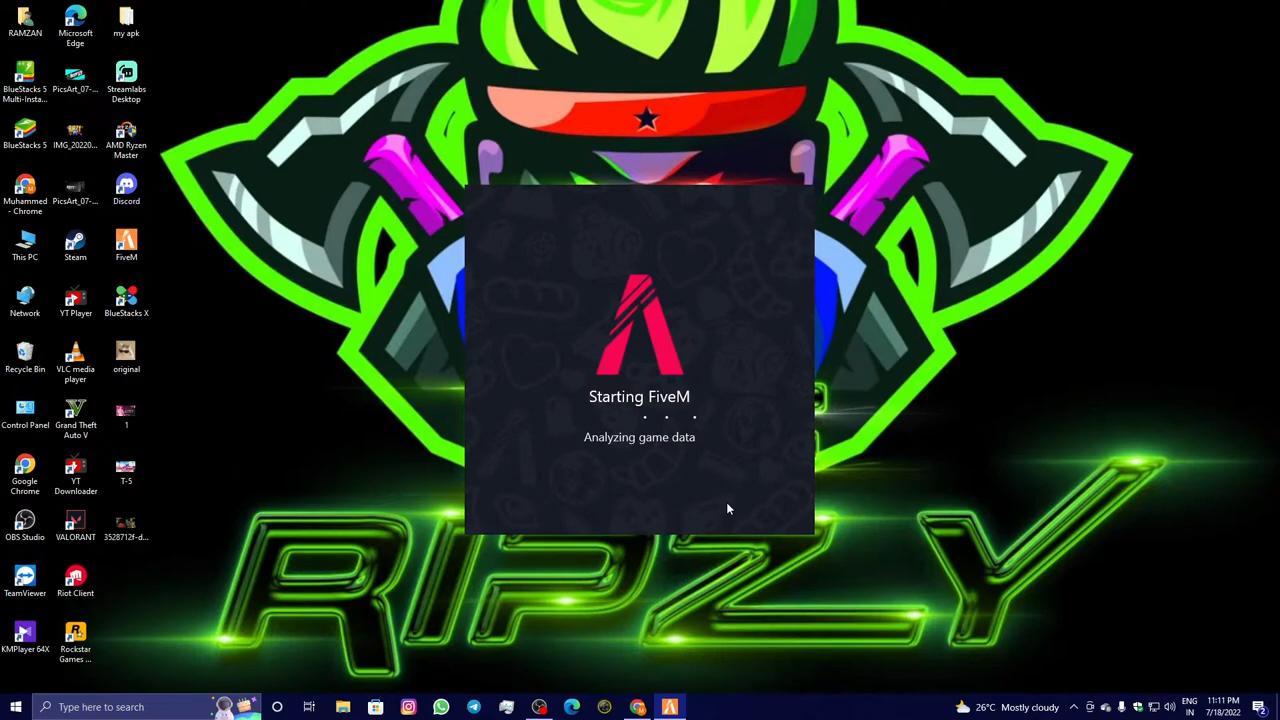 RAMZAN
Microsoft
Edge
my apk
BlueStacks 5
Multi-Insta...
PicsArt_07-...
Streamlabs
Desktop
BlueStacks 5
IMG_20220...
AMD Ryzen
Master
Muhammed
- Chrome
PicsArt_07-...
Discord
This PC
Steam
FiveM
Network
YT Player
BlueStacks X
Recycle Bin
VLC media
player
original
Control Panel
Grand Theft
Auto V
1
Google
Chrome
YT
Downloader
T-5
OBS Studio
VALORANT
3528712f-d...
TeamViewer
Riot Client
KMPlayer 64X
Rockstar
Games ...
Starting FiveM
Analyzing game data
RIPZY
Type here to search
26°C Mostly cloudy
ENG
IN
11:11 PM
7/18/2022
2